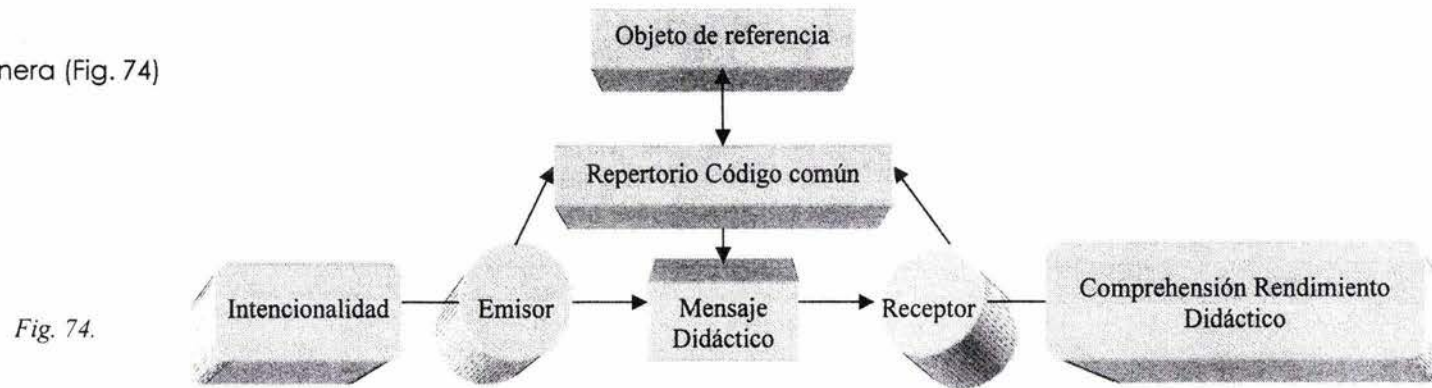 nera (Fig. 74)
Objeto de referencia
Repertorio Código común
Intencionalidad
Emisor
Mensaje
Didáctico
Receptor
Comprehensión Rendimiento
Didáctico
Fig. 74.